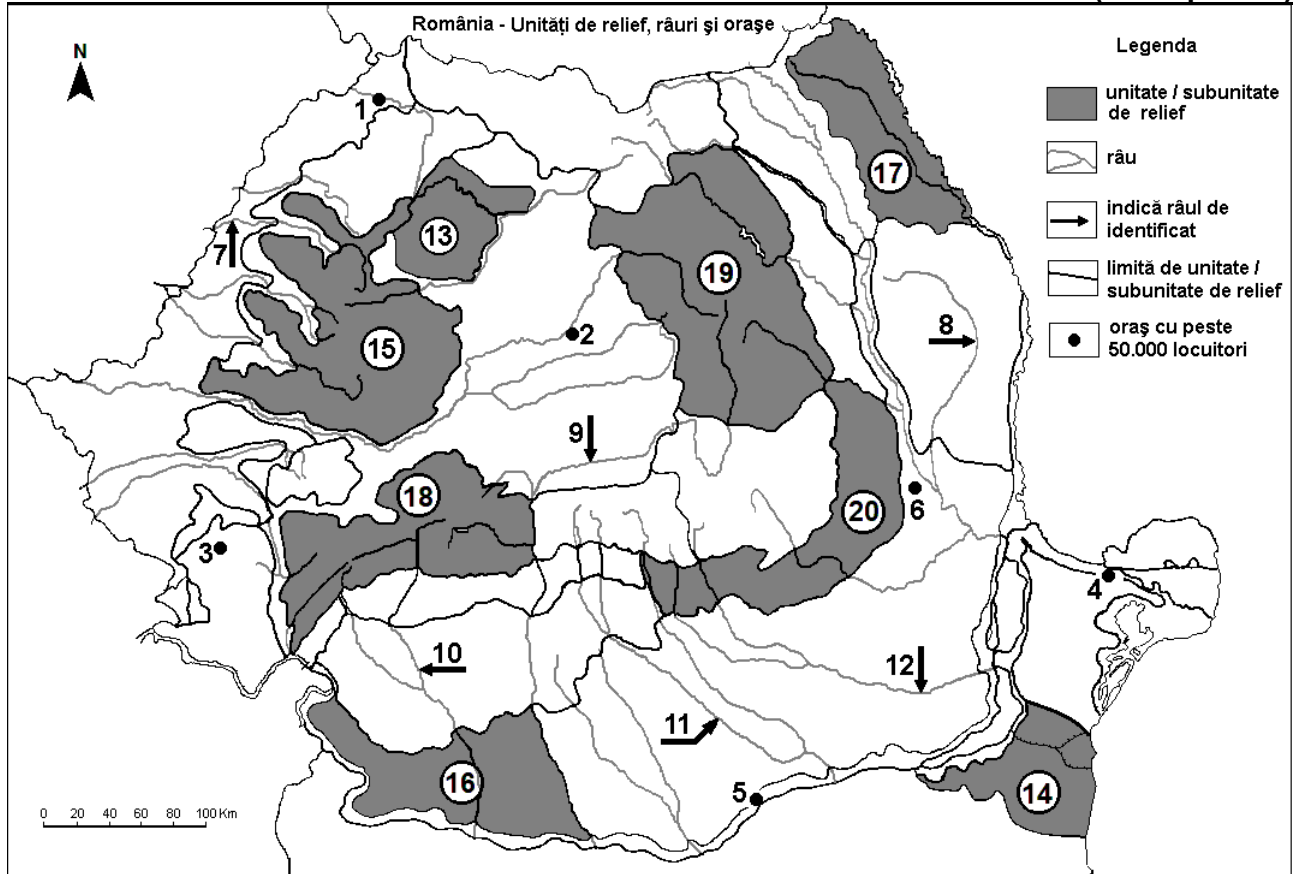 România - Unități de relief, râuri și orașe
N
Legenda
unitate / subunitate
de relief
râu
indică râul de
identificat
limită de unitate /
subunitate de relief
oraș cu peste
50.000 locuitori
1
17
13
7
19
8
2
15
9
18
20
6
3
4
10
12
11
16
5
14
0 20 40 60 80 100 Km